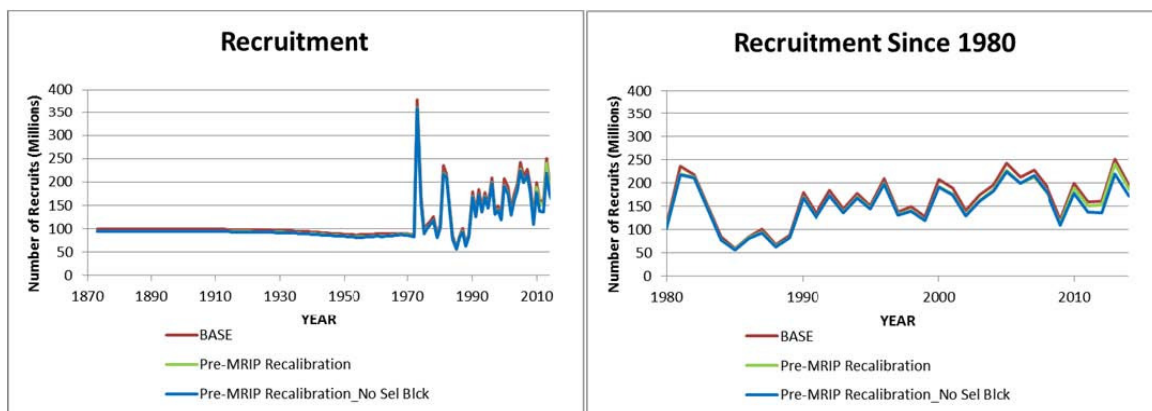 Recruitment
Number of Recruits (Millions)
400
350
300
250
200
150
100
50
0
1870 1890 1910 1930 1950 1970 1990 2010
YEAR
BASE
Pre-MRIP Recalibration
Pre-MRIP Recalibration_No Sel Blck
Recruitment Since 1980
Number of Recruits (Millions)
400
350
300
250
200
150
100
50
0
1980 1990 2000 2010
YEAR
BASE
Pre-MRIP Recalibration
Pre-MRIP Recalibration_No Sel Blck